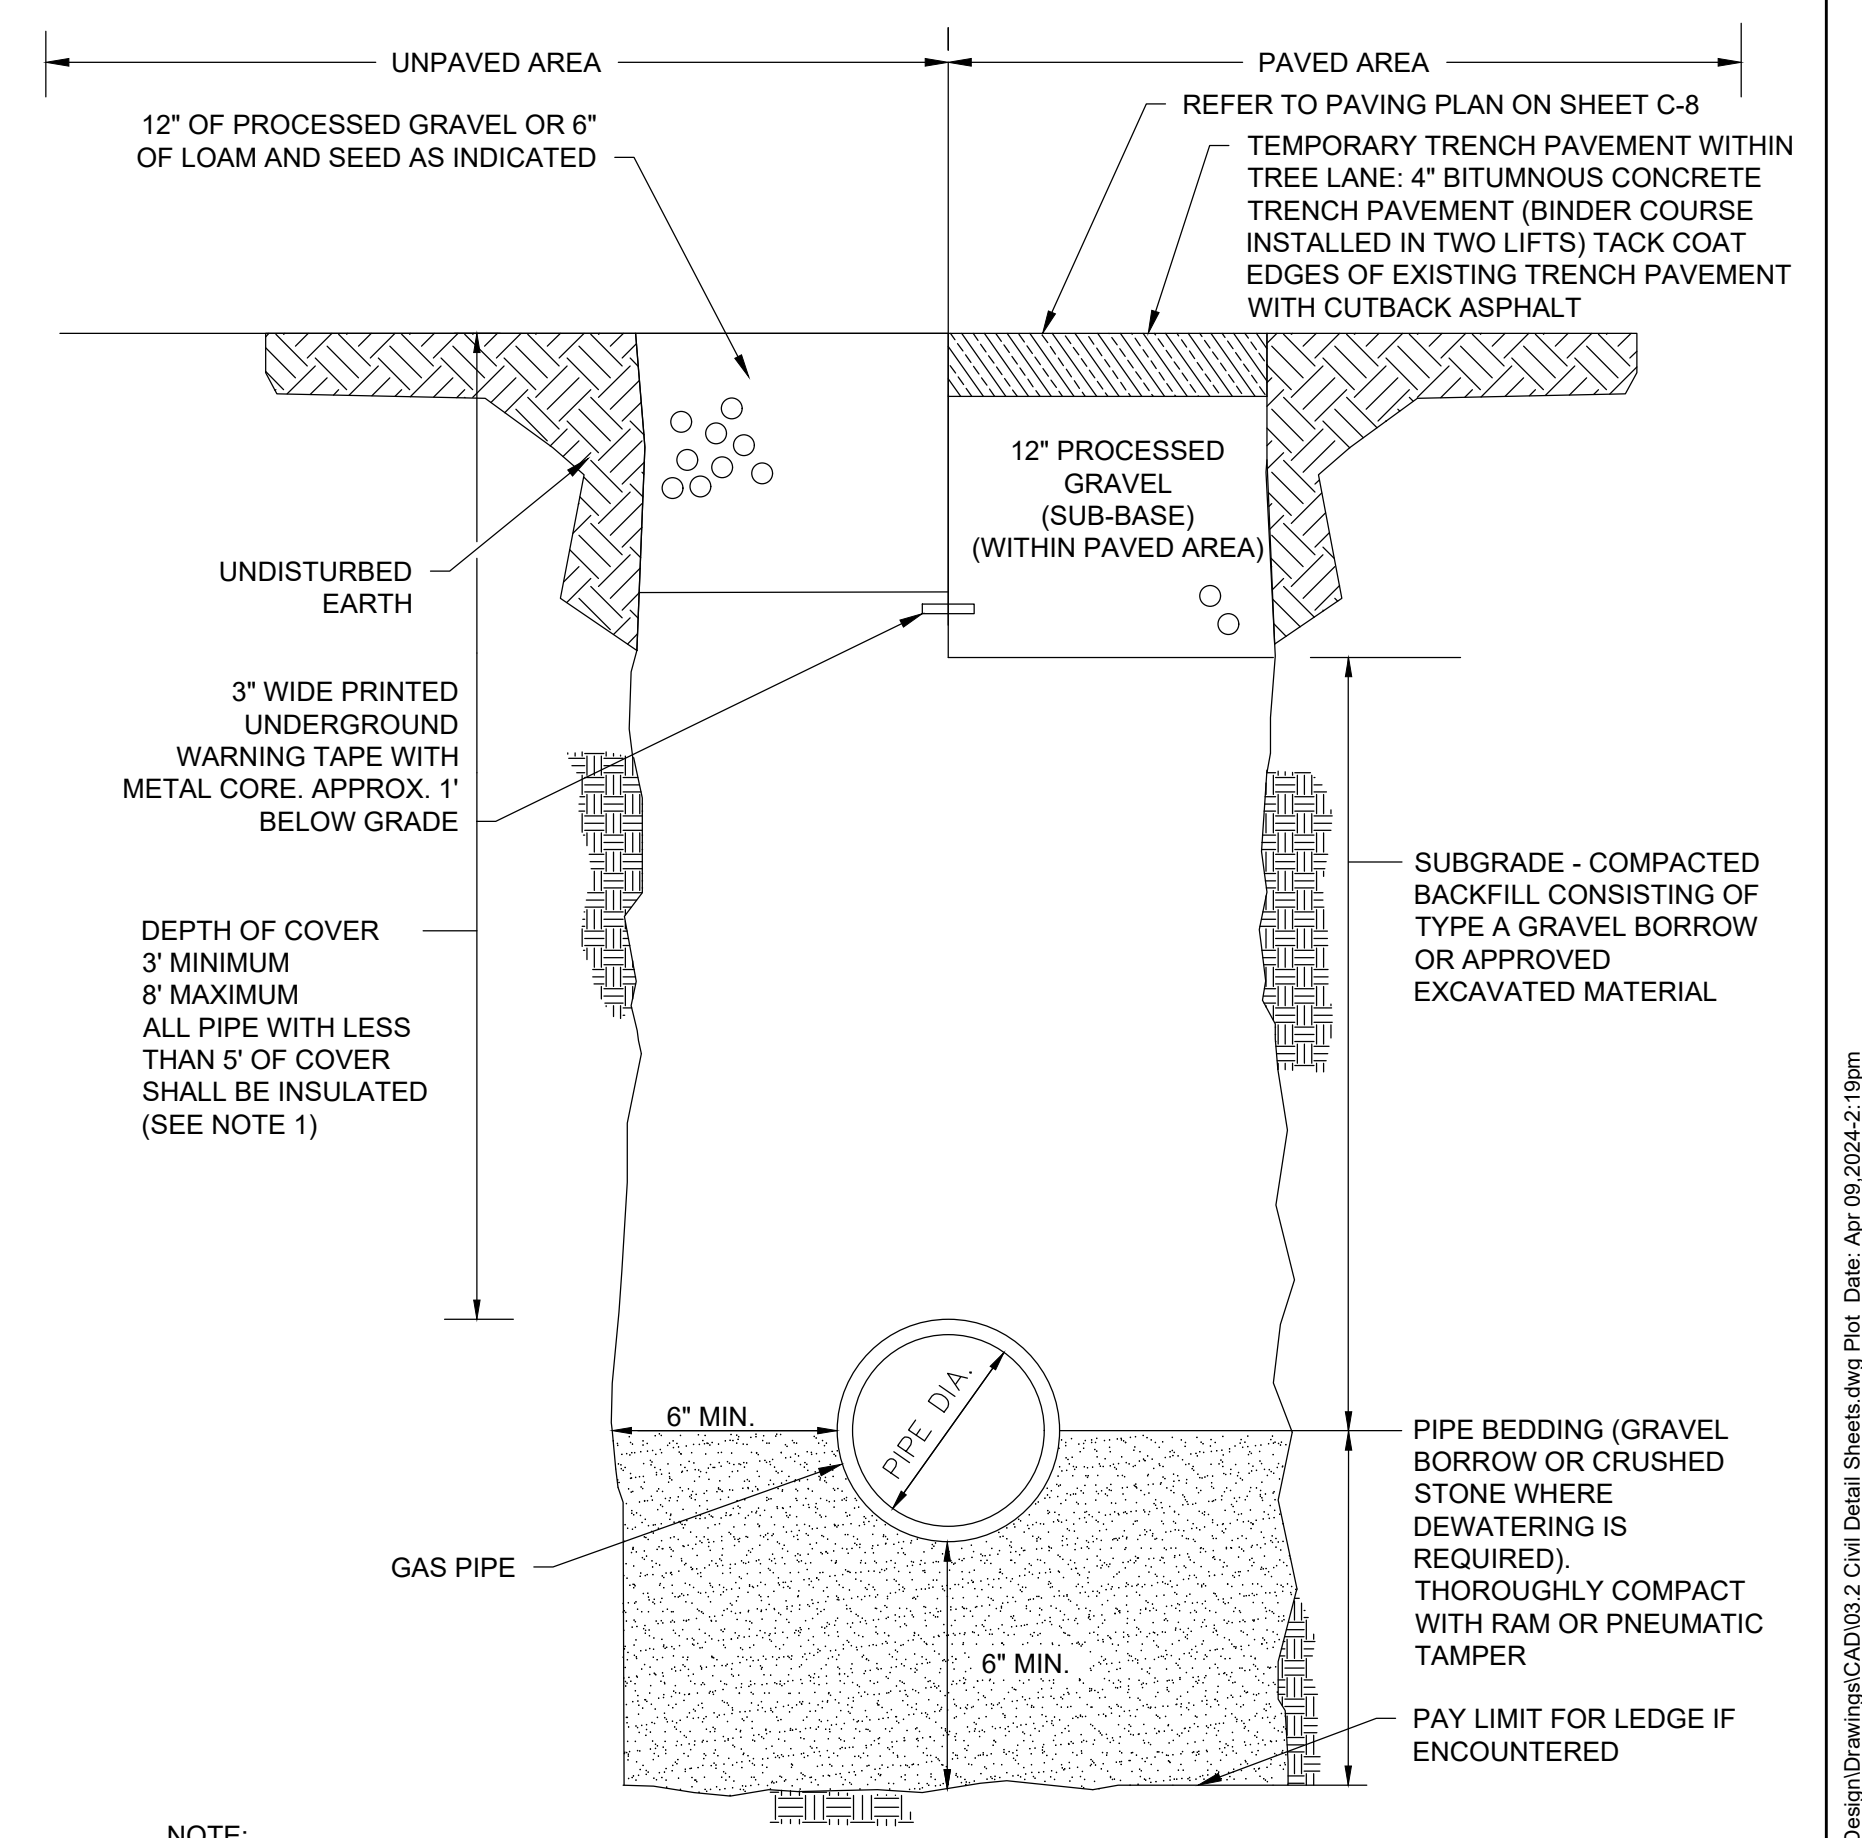 UNPAVED AREA
PAVED AREA
12" OF PROCESSED GRAVEL OR 6"
OF LOAM AND SEED AS INDICATED
REFER TO PAVING PLAN ON SHEET C-8
TEMPORARY TRENCH PAVEMENT WITHIN
TREE LANE: 4" BITUMNOUS CONCRETE
TRENCH PAVEMENT (BINDER COURSE
INSTALLED IN TWO LIFTS) TACK COAT
EDGES OF EXISTING TRENCH PAVEMENT
WITH CUTBACK ASPHALT
12" PROCESSED
GRAVEL
(SUB-BASE)
(WITHIN PAVED AREA)
UNDISTURBED
EARTH
3" WIDE PRINTED
UNDERGROUND
WARNING TAPE WITH
METAL CORE. APPROX. 1'
BELOW GRADE
SUBGRADE - COMPACTED
BACKFILL CONSISTING OF
TYPE A GRAVEL BORROW
OR APPROVED
EXCAVATED MATERIAL
DEPTH OF COVER
3' MINIMUM
8' MAXIMUM
ALL PIPE WITH LESS
THAN 5' OF COVER
SHALL BE INSULATED
(SEE NOTE 1)
6" MIN.
PIPE DIA.
GAS PIPE
6" MIN.
PIPE BEDDING (GRAVEL
BORROW OR CRUSHED
STONE WHERE
DEWATERING IS
REQUIRED).
THOROUGHLY COMPACT
WITH RAM OR PNEUMATIC
TAMPER
PAY LIMIT FOR LEDGE IF
ENCOUNTERED
NOTE:
Design\Drawings\CAD\03.2 Civil Detail Sheets.dwg Plot Date: Apr 09,2024-2:19pm